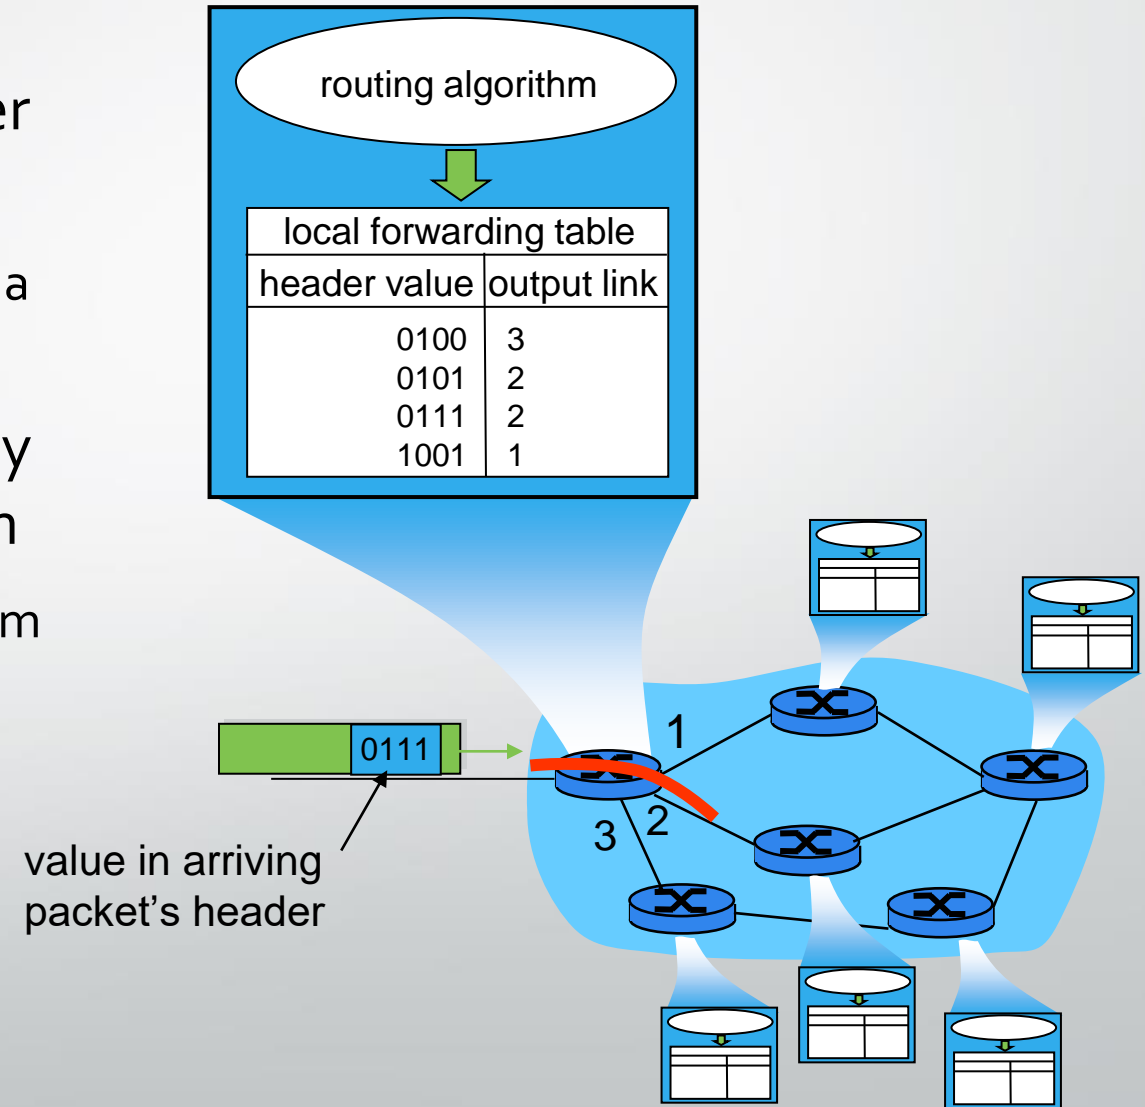 er
a
y
n
m
routing algorithm
local forwarding table
header value output link
0100 3
0101 2
0111 2
1001 1
0111
1
2
3
value in arriving
packet's header